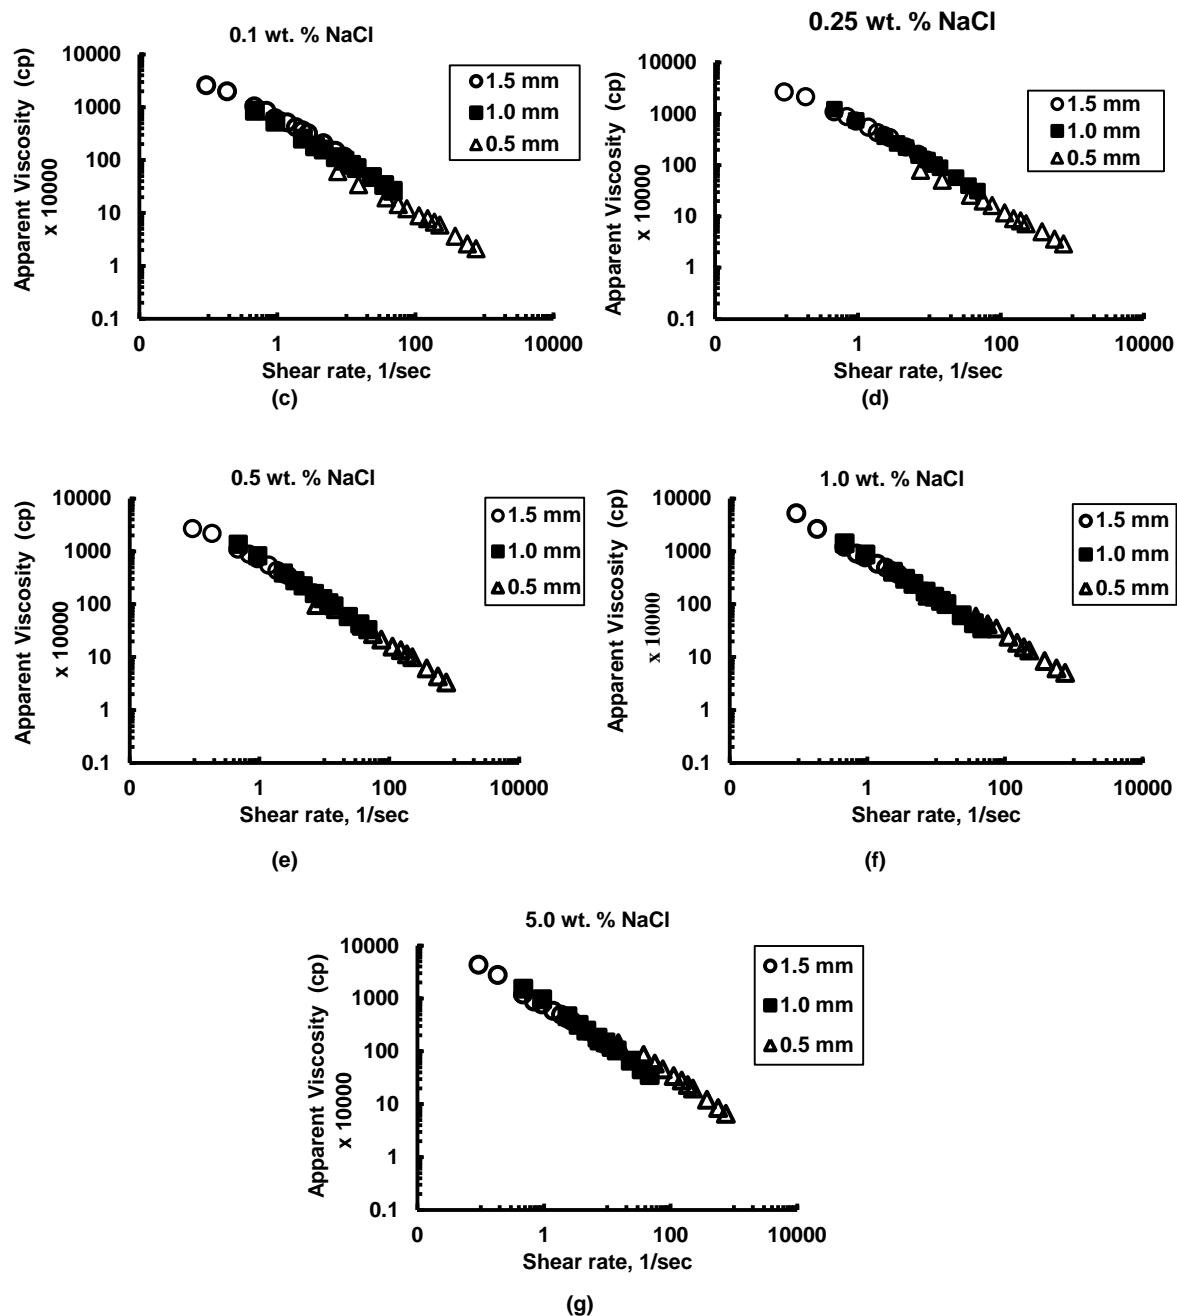 0.1 wt. % NaCl
Apparent Viscosity (cp)
x 10000
10000
1000
100
10
1
0.1
0
1
100
10000
1.5 mm
1.0 mm
0.5 mm
Shear rate, 1/sec
(c)
0.25 wt. % NaCl
Apparent Viscosity (cp)
x 10000
10000
1000
100
10
1
0.1
0
1
100
10000
1.5 mm
1.0 mm
0.5 mm
Shear rate, 1/sec
(d)
0.5 wt. % NaCl
Apparent Viscosity (cp)
x 10000
10000
1000
100
10
1
0.1
0
1
100
10000
1.5 mm
1.0 mm
0.5 mm
Shear rate, 1/sec
(e)
1.0 wt. % NaCl
Apparent Viscosity (cp)
x 10000
10000
1000
100
10
1
0.1
0
1
100
10000
1.5 mm
1.0 mm
0.5 mm
Shear rate, 1/sec
(f)
5.0 wt. % NaCl
Apparent Viscosity (cp)
x 10000
10000
1000
100
10
1
0.1
0
1
100
10000
1.5 mm
1.0 mm
0.5 mm
Shear rate, 1/sec
(g)